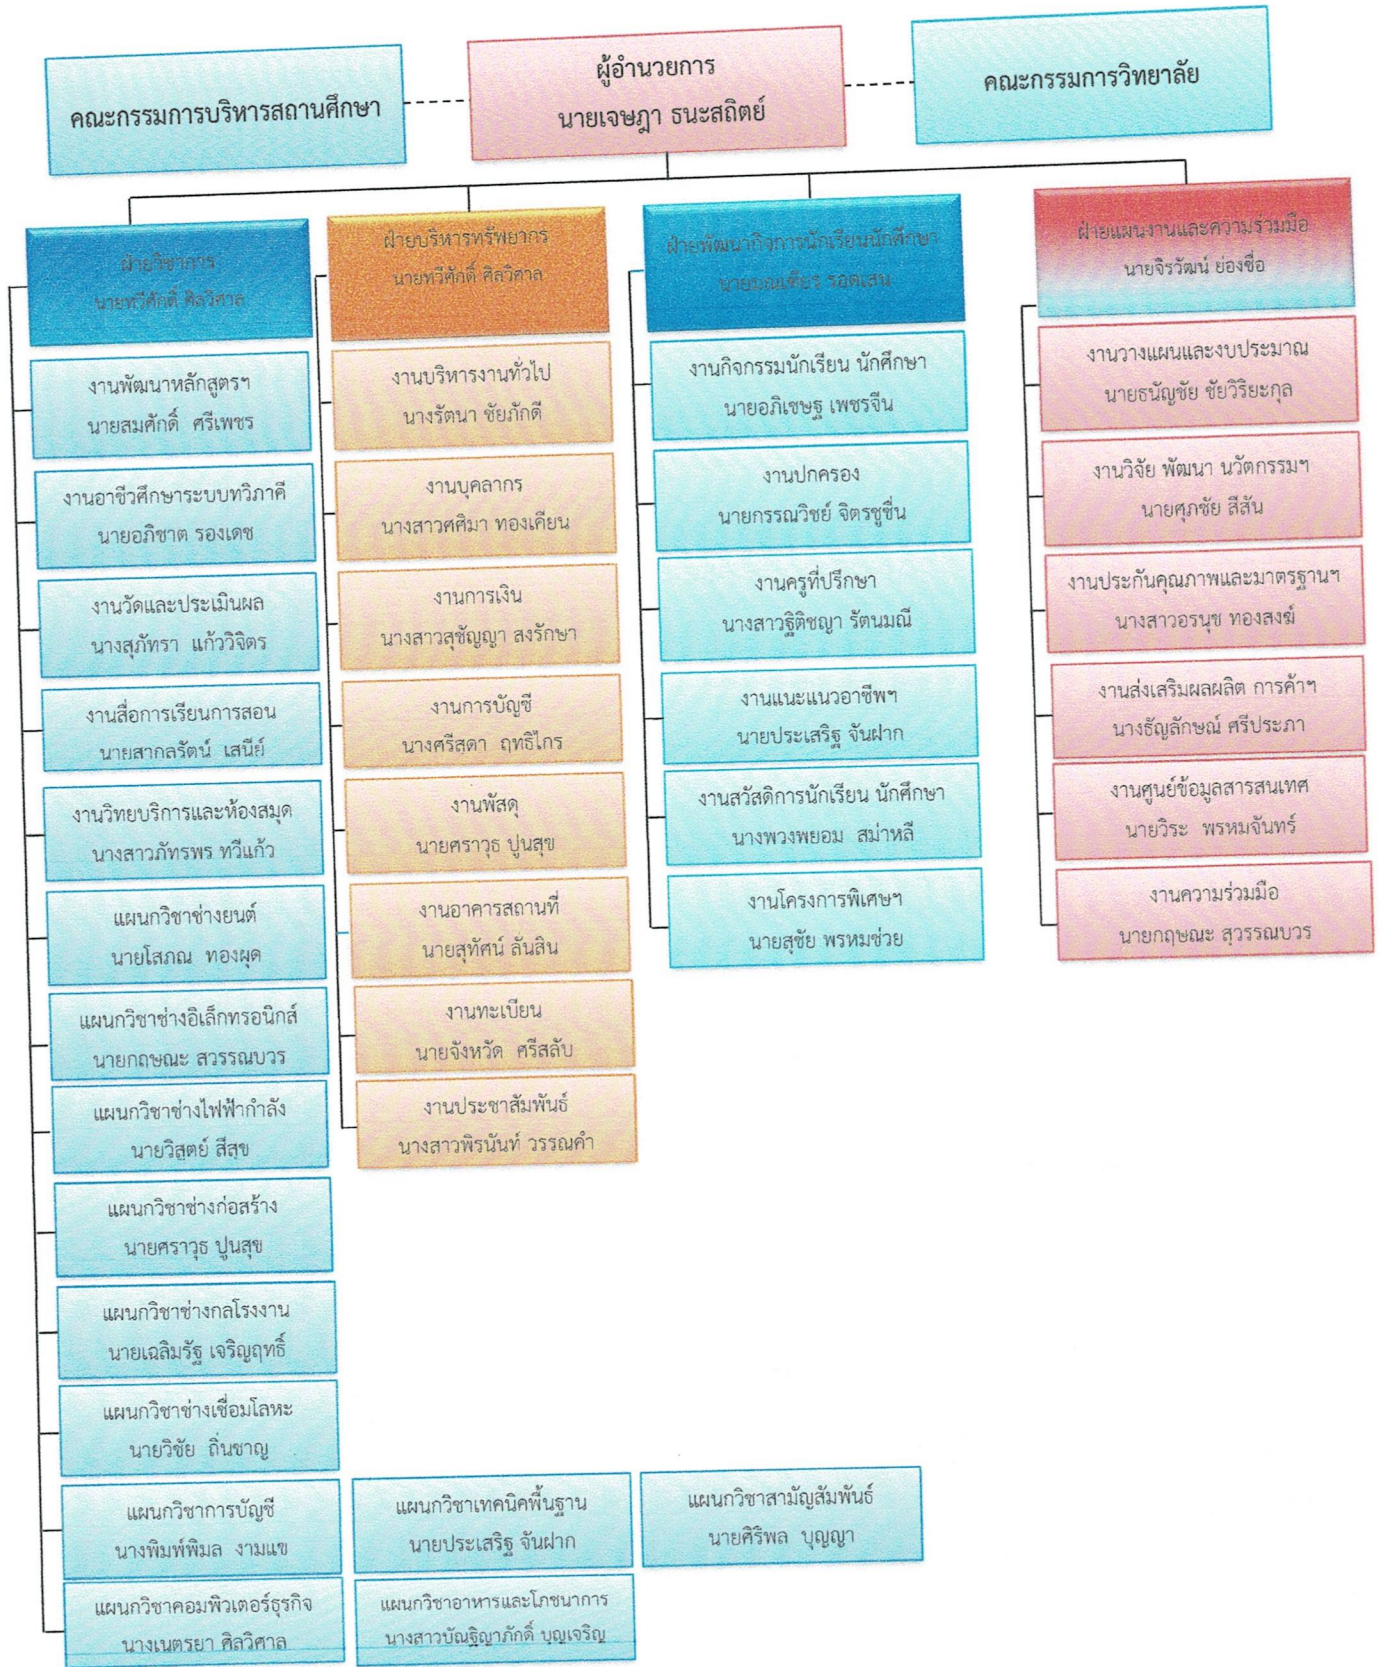 คณะกรรมการบริหารสถานศึกษา
ผู้อำนวยการ
นายเจษฎา ธนะสถิตย์
คณะกรรมการวิทยาลัย
ฝ่ายวิชาการ
นายทวีศักดิ์ ศิลวิศาล
งานพัฒนาหลักสูตรฯ
นายสมศักดิ์ ศรีเพชร
งานอาชีวศึกษาระบบทวิภาคี
นายอภิชาต รองเดช
งานวัดและประเมินผล
นางสุภัทรา แก้ววิจิตร
งานสื่อการเรียนการสอน
นายสากลรัตน์ เสนีย์
งานวิทยบริการและห้องสมุด
นางสาวภัทรพร ทวีแก้ว
แผนกวิชาช่างยนต์
นายโสภณ ทองผุด
แผนกวิชาช่างอิเล็กทรอนิกส์
นายกฤษณะ สุวรรณบวร
แผนกวิชาช่างไฟฟ้ากำลัง
นายวิสุตย์ สีสุข
แผนกวิชาช่างก่อสร้าง
นายศราวุธ ปูนสุข
แผนกวิชาช่างกลโรงงาน
นายเฉลิมรัฐ เจริญฤทธิ์
แผนกวิชาช่างเชื่อมโลหะ
นายวิชัย ถิ่นชาญ
แผนกวิชาการบัญชี
นางพิมพ์พิมล งามแข
แผนกวิชาคอมพิวเตอร์ธุรกิจ
นางเนตรยา ศิลวิศาล
แผนกวิชาเทคนิคพื้นฐาน
นายประเสริฐ จันฝาก
แผนกวิชาอาหารและโภชนาการ
นางสาวบัณฐิญาภักดิ์ บุญเจริญ
แผนกวิชาสามัญสัมพันธ์
นายศิริพล บุญญา
ฝ่ายบริหารทรัพยากร
นายทวีศักดิ์ ศิลวิศาล
งานบริหารงานทั่วไป
นางรัตนา ชัยภักดี
งานบุคลากร
นางสาวศศิมา ทองเคียน
งานการเงิน
นางสาวสุชัญญา สงรักษา
งานการบัญชี
นางศรีสุดา ฤทธิไกร
งานพัสดุ
นายศราวุธ ปูนสุข
งานอาคารสถานที่
นายสุทัศน์ ลันสิน
งานทะเบียน
นายจังหวัด ศรีสลับ
งานประชาสัมพันธ์
นางสาวพิรนันท์ วรรณคำ
ฝ่ายพัฒนากิจการนักเรียนนักศึกษา
นายมณเฑียร รอดเสน
งานกิจกรรมนักเรียน นักศึกษา
นายอภิเชษฐ เพชรจีน
งานปกครอง
นายกรรณวิชย์ จิตรชูชื่น
งานครูที่ปรึกษา
นางสาวฐิติชญา รัตนมณี
งานแนะแนวอาชีพฯ
นายประเสริฐ จันฝาก
งานสวัสดิการนักเรียน นักศึกษา
นางพวงพยอม สม่าหลี
งานโครงการพิเศษฯ
นายสุชัย พรหมช่วย
ฝ่ายแผนงานและความร่วมมือ
นายจิรวัฒน์ ย่องชื่อ
งานวางแผนและงบประมาณ
นายธนัญชัย ชัยวิริยะกุล
งานวิจัย พัฒนา นวัตกรรมฯ
นายศุภชัย สีสัน
งานประกันคุณภาพและมาตรฐานฯ
นางสาวอรนุช ทองสงฆ์
งานส่งเสริมผลผลิต การค้าฯ
นางธัญลักษณ์ ศรีประภา
งานศูนย์ข้อมูลสารสนเทศ
นายวิระ พรหมจันทร์
งานความร่วมมือ
นายกฤษณะ สุวรรณบวร